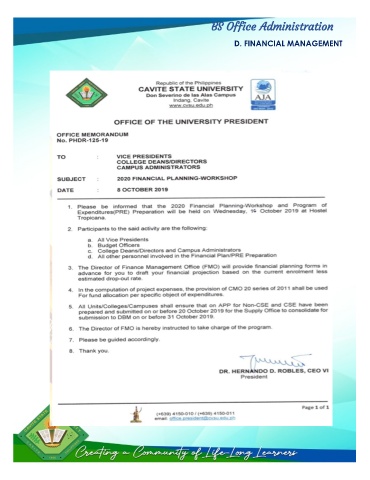 BS Office Administration
D. FINANCIAL MANAGEMENT
Republic of the Philippines
CAVITE STATE UNIVERSITY
Don Severino de las Alas Campus
Indang, Cavite
www.cvsu.edu.ph
AJA
OFFICE OF THE UNIVERSITY PRESIDENT
OFFICE MEMORANDUM
No. PHDR-125-19
TO : VICE PRESIDENTS
COLLEGE DEANS/DIRECTORS
CAMPUS ADMINISTRATORS
SUBJECT : 2020 FINANCIAL PLANNING-WORKSHOP
DATE : 8 OCTOBER 2019
1. Please be informed that the 2020 Financial Planning-Workshop and Program of
Expenditures(PRE) Preparation will be held on Wednesday, October 2019 at Hostel
Tropicana.
2. Participants to the said activity are the following:
a. All Vice Presidents
b. Budget Officers
c. College Deans/Directors and Campus Administrators
d. All other personnel involved in the Financial Plan/PRE Preparation
3. The Director of Finance Management Office (FMO) will provide financial planning forms in
advance for you to draft your financial projection based on the current enrolment less
estimated drop-out rate.
4. In the computation of project expenses, the provision of CMO 20 series of 2011 shall be used
For fund allocation per specific object of expenditures.
5. All Units/Colleges/Campuses shall ensure that on APP for Non-CSE and CSE have been
prepared and submitted on or before 20 October 2019 for the Supply Office to consolidate for
submission to DBM on or before 31 October 2019.
6. The Director of FMO is hereby instructed to take charge of the program.
7. Please be guided accordingly.
8. Thank you.
DR. HERNANDO D. ROBLES, CEO VI
President
Page 1 of 1
(+639) 4150-010 / (+639) 4150-011
email: office.president@cvsu.edu.ph
Creating a Community of Life-Long Learners